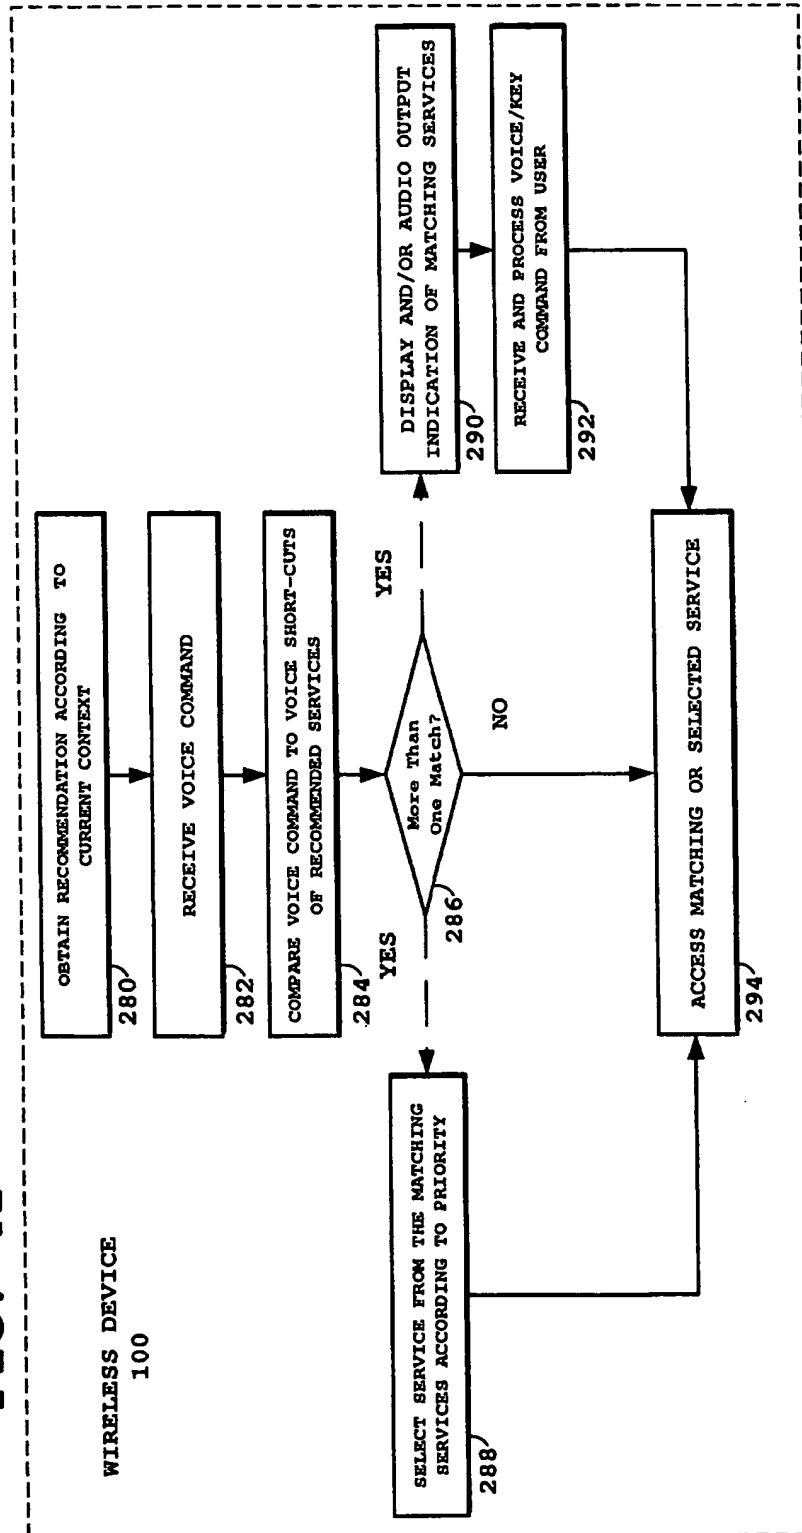 WIRELESS DEVICE
100
OBTAIN RECOMMENDATION ACCORDING TO
CURRENT CONTEXT
280
RECEIVE VOICE COMMAND
282
COMPARE VOICE COMMAND TO VOICE SHORT-CUTS
OF RECOMMENDED SERVICES
284
More Than
One Match?
286
YES
YES
NO
SELECT SERVICE FROM THE MATCHING
SERVICES ACCORDING TO PRIORITY
288
DISPLAY AND/OR AUDIO OUTPUT
INDICATION OF MATCHING SERVICES
290
RECEIVE AND PROCESS VOICE/KEY
COMMAND FROM USER
292
ACCESS MATCHING OR SELECTED SERVICE
294